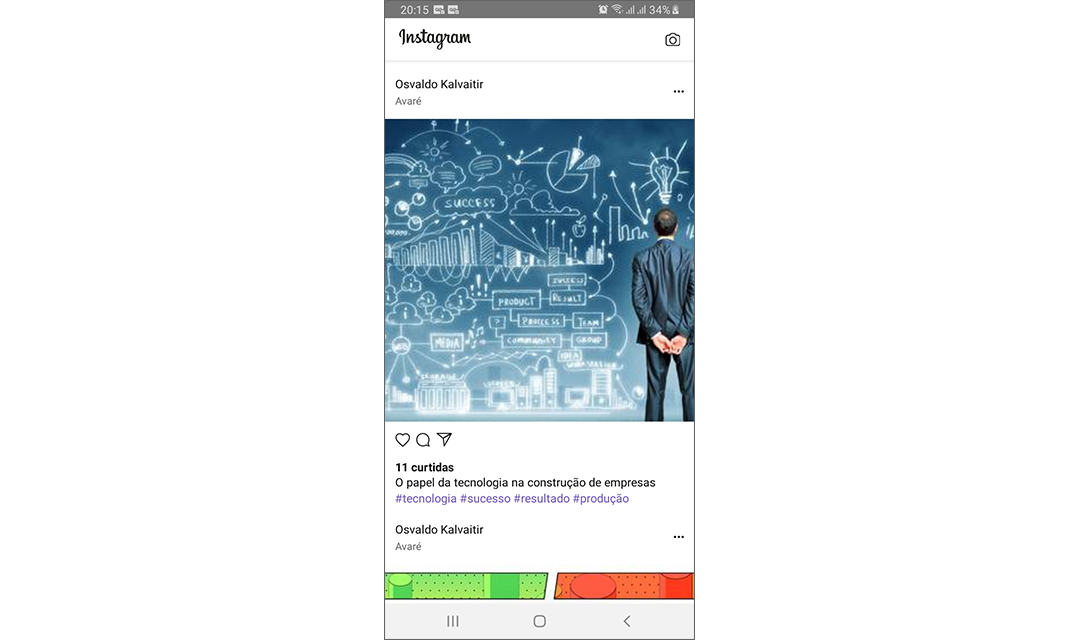 20:15
34%
Instagram
Osvaldo Kalvaitir
Avaré
SUCCESS
SUCCESS
PRODUCT
RESULT
PROCESS
TEAM
MEDIA
COMMUNITY
GROUP
IDEA
11 curtidas
O papel da tecnologia na construção de empresas
#tecnologia #sucesso #resultado #produção
Osvaldo Kalvaitir
Avaré